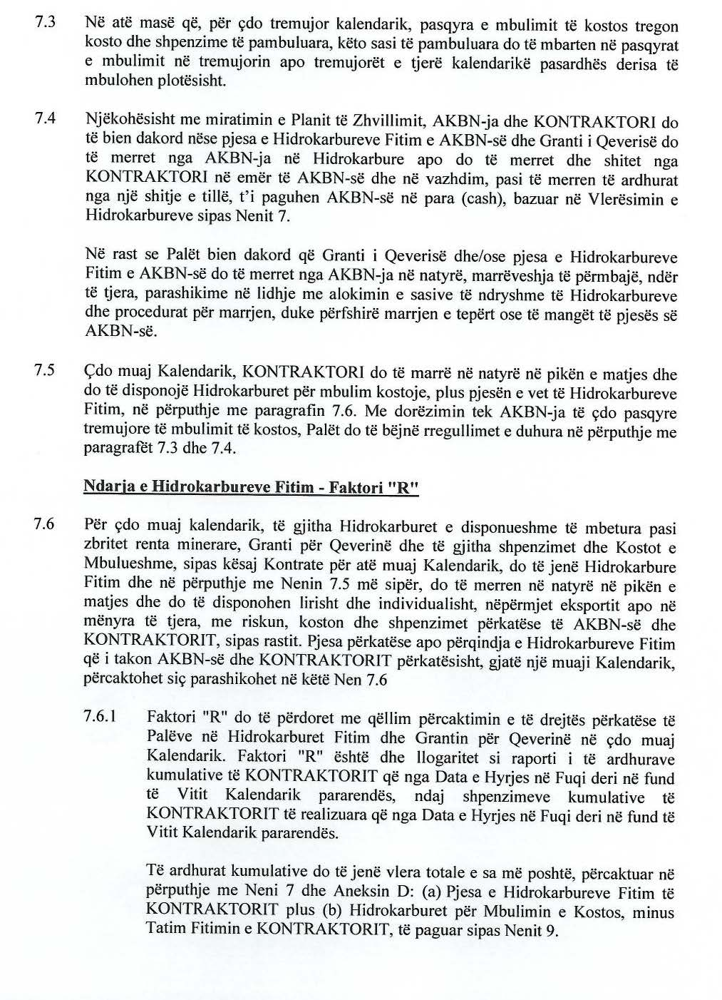 7.3 Në atë masë që, për çdo tremujor kalendarik, pasqyra e mbulimit të kostos tregon
kosto dhe shpenzime të pambuluara, këto sasi të pambuluara do të mbarten në pasqyrat
e mbulimit në tremujorin apo tremujorët e tjerë kalendarikë pasardhës derisa të
mbulohen plotësisht.
7.4 Njëkohësisht me miratimin e Planit të Zhvillimit, AKBN-ja dhe KONTRAKTORI do
të bien dakord nëse pjesa e Hidrokarbureve Fitim e AKBN-së dhe Granti i Qeverisë do
të merret nga AKBN-ja në Hidrokarbure apo do të merret dhe shitet nga
KONTRAKTORI në emër të AKBN-së dhe në vazhdim, pasi të merren të ardhurat
nga një shitje e tillë, t'i paguhen AKBN-së në para (cash), bazuar në Vlerësimin e
Hidrokarbureve sipas Nenit 7.
Në rast se Palët bien dakord që Granti i Qeverisë dhe/ose pjesa e Hidrokarbureve
Fitim e AKBN-së do të merret nga AKBN-ja në natyrë, marrëveshja të përmbajë, ndër
të tjera, parashikime në lidhje me alokimin e sasive të ndryshme të Hidrokarbureve
dhe procedurat për marrjen, duke përfshirë marrjen e tepërt ose të mangët të pjesës së
AKBN-së.
7.5 Çdo muaj Kalendarik, KONTRAKTORI do të marrë në natyrë në pikën e matjes dhe
do të disponojë Hidrokarburet për mbulim kostoje, plus pjesën e vet të Hidrokarbureve
Fitim, në përputhje me paragrafin 7.6. Me dorëzimin tek AKBN-ja të çdo pasqyre
tremujore të mbulimit të kostos, Palët do të bëjnë rregullimet e duhura në përputhje me
paragrafët 7.3 dhe 7.4.
Ndarja e Hidrokarbureve Fitim - Faktori "R"
7.6 Për çdo muaj kalendarik, të gjitha Hidrokarburet e disponueshme të mbetura pasi
zbritet renta minerare, Granti për Qeverinë dhe të gjitha shpenzimet dhe Kostot e
Mbulueshme, sipas kësaj Kontrate për atë muaj Kalendarik, do të jenë Hidrokarbure
Fitim dhe në përputhje me Nenin 7.5 më sipër, do të merren në natyrë në pikën e
matjes dhe do të disponohen lirisht dhe individualisht, nëpërmjet eksportit apo në
mënyra të tjera, me riskun, koston dhe shpenzimet përkatëse të AKBN-së dhe
KONTRAKTORIT, sipas rastit. Pjesa përkatëse apo përqindja e Hidrokarbureve Fitim
që i takon AKBN-së dhe KONTRAKTORIT përkatësisht, gjatë një muaji Kalendarik,
përcaktohet siç parashikohet në këtë Nen 7.6
7.6.1 Faktori "R" do të përdoret me qëllim përcaktimin e të drejtës përkatëse të
Palëve në Hidrokarburet Fitim dhe Grantin për Qeverinë në çdo muaj
Kalendarik. Faktori "R" është dhe llogaritet si raporti i të ardhurave
kumulative të KONTRAKTORIT që nga Data e Hyrjes në Fuqi deri në fund
të Vitit Kalendarik pararendës, ndaj shpenzimeve kumulative të
KONTRAKTORIT të realizuara që nga Data e Hyrjes në Fuqi deri në fund të
Vitit Kalendarik pararendës.
Të ardhurat kumulative do të jenë vlera totale e sa më poshtë, përcaktuar në
përputhje me Neni 7 dhe Aneksin D: (a) Pjesa e Hidrokarbureve Fitim të
KONTRAKTORIT plus (b) Hidrokarburet për Mbulimin e Kostos, minus
Tatim Fitimin e KONTRAKTORIT, të paguar sipas Nenit 9.